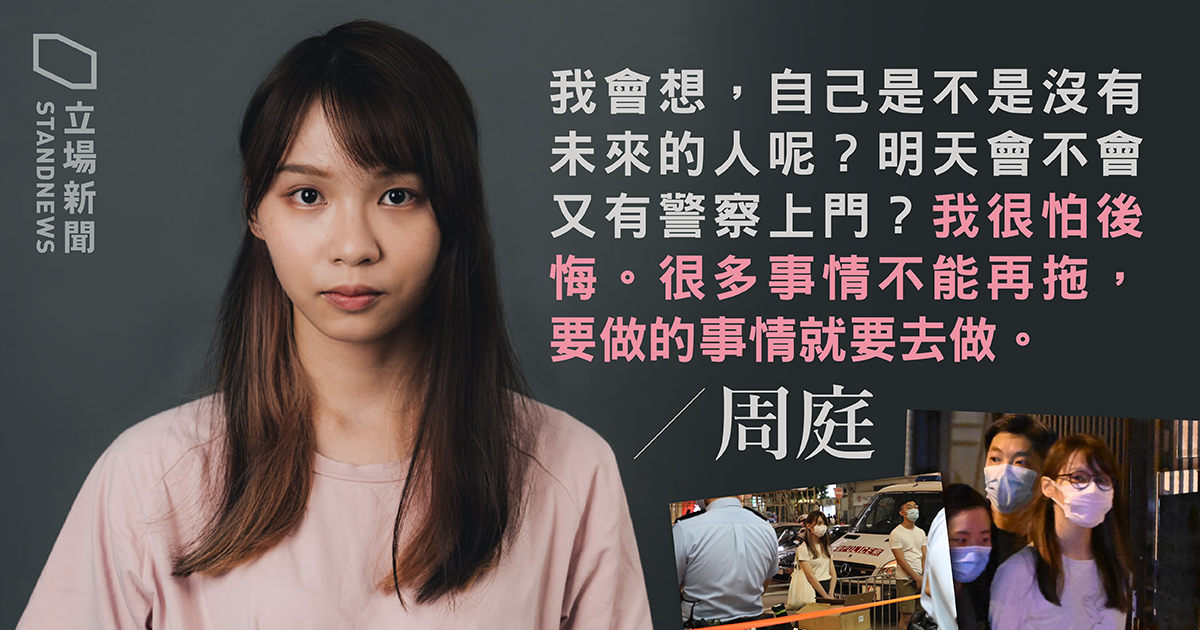 立場新聞
STANDNEWS
我會想，自己是不是沒有
未來的人呢？明天會不會
又有警察上門？我很怕後
悔。很多事情不能再拖，
要做的事情就要去做。
／周庭
POLICE